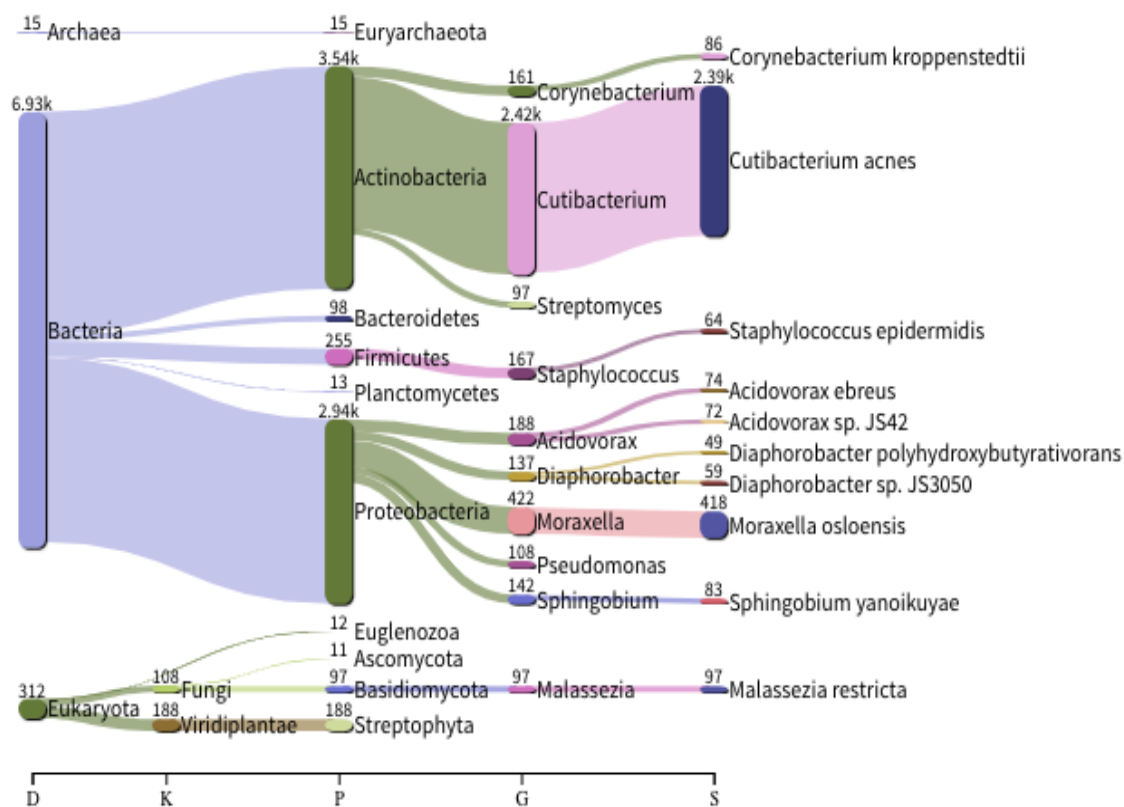 15 Archaea
15 Euryarchaeota
3.54k
Actinobacteria
161
Corynebacterium
86
Corynebacterium kroppenstedtii
2.39k
Cutibacterium acnes
6.93k
Bacteria
2.42k
Cutibacterium
97
Streptomyces
98
Bacteroidetes
255
Firmicutes
167
Staphylococcus
64
Staphylococcus epidermidis
13
Planctomycetes
2.94k
Proteobacteria
188
Acidovorax
74
Acidovorax ebreus
72
Acidovorax sp. JS42
137
Diaphorobacter
49
Diaphorobacter polyhydroxybutyrativorans
59
Diaphorobacter sp. JS3050
422
Moraxella
418
Moraxella osloensis
108
Pseudomonas
142
Sphingobium
83
Sphingobium yanoikuyae
12
Euglenozoa
11
Ascomycota
312
Eukaryota
108
Fungi
97
Basidiomycota
97
Malassezia
97
Malassezia restricta
188
Viridiplantae
188
Streptophyta
D K P G S